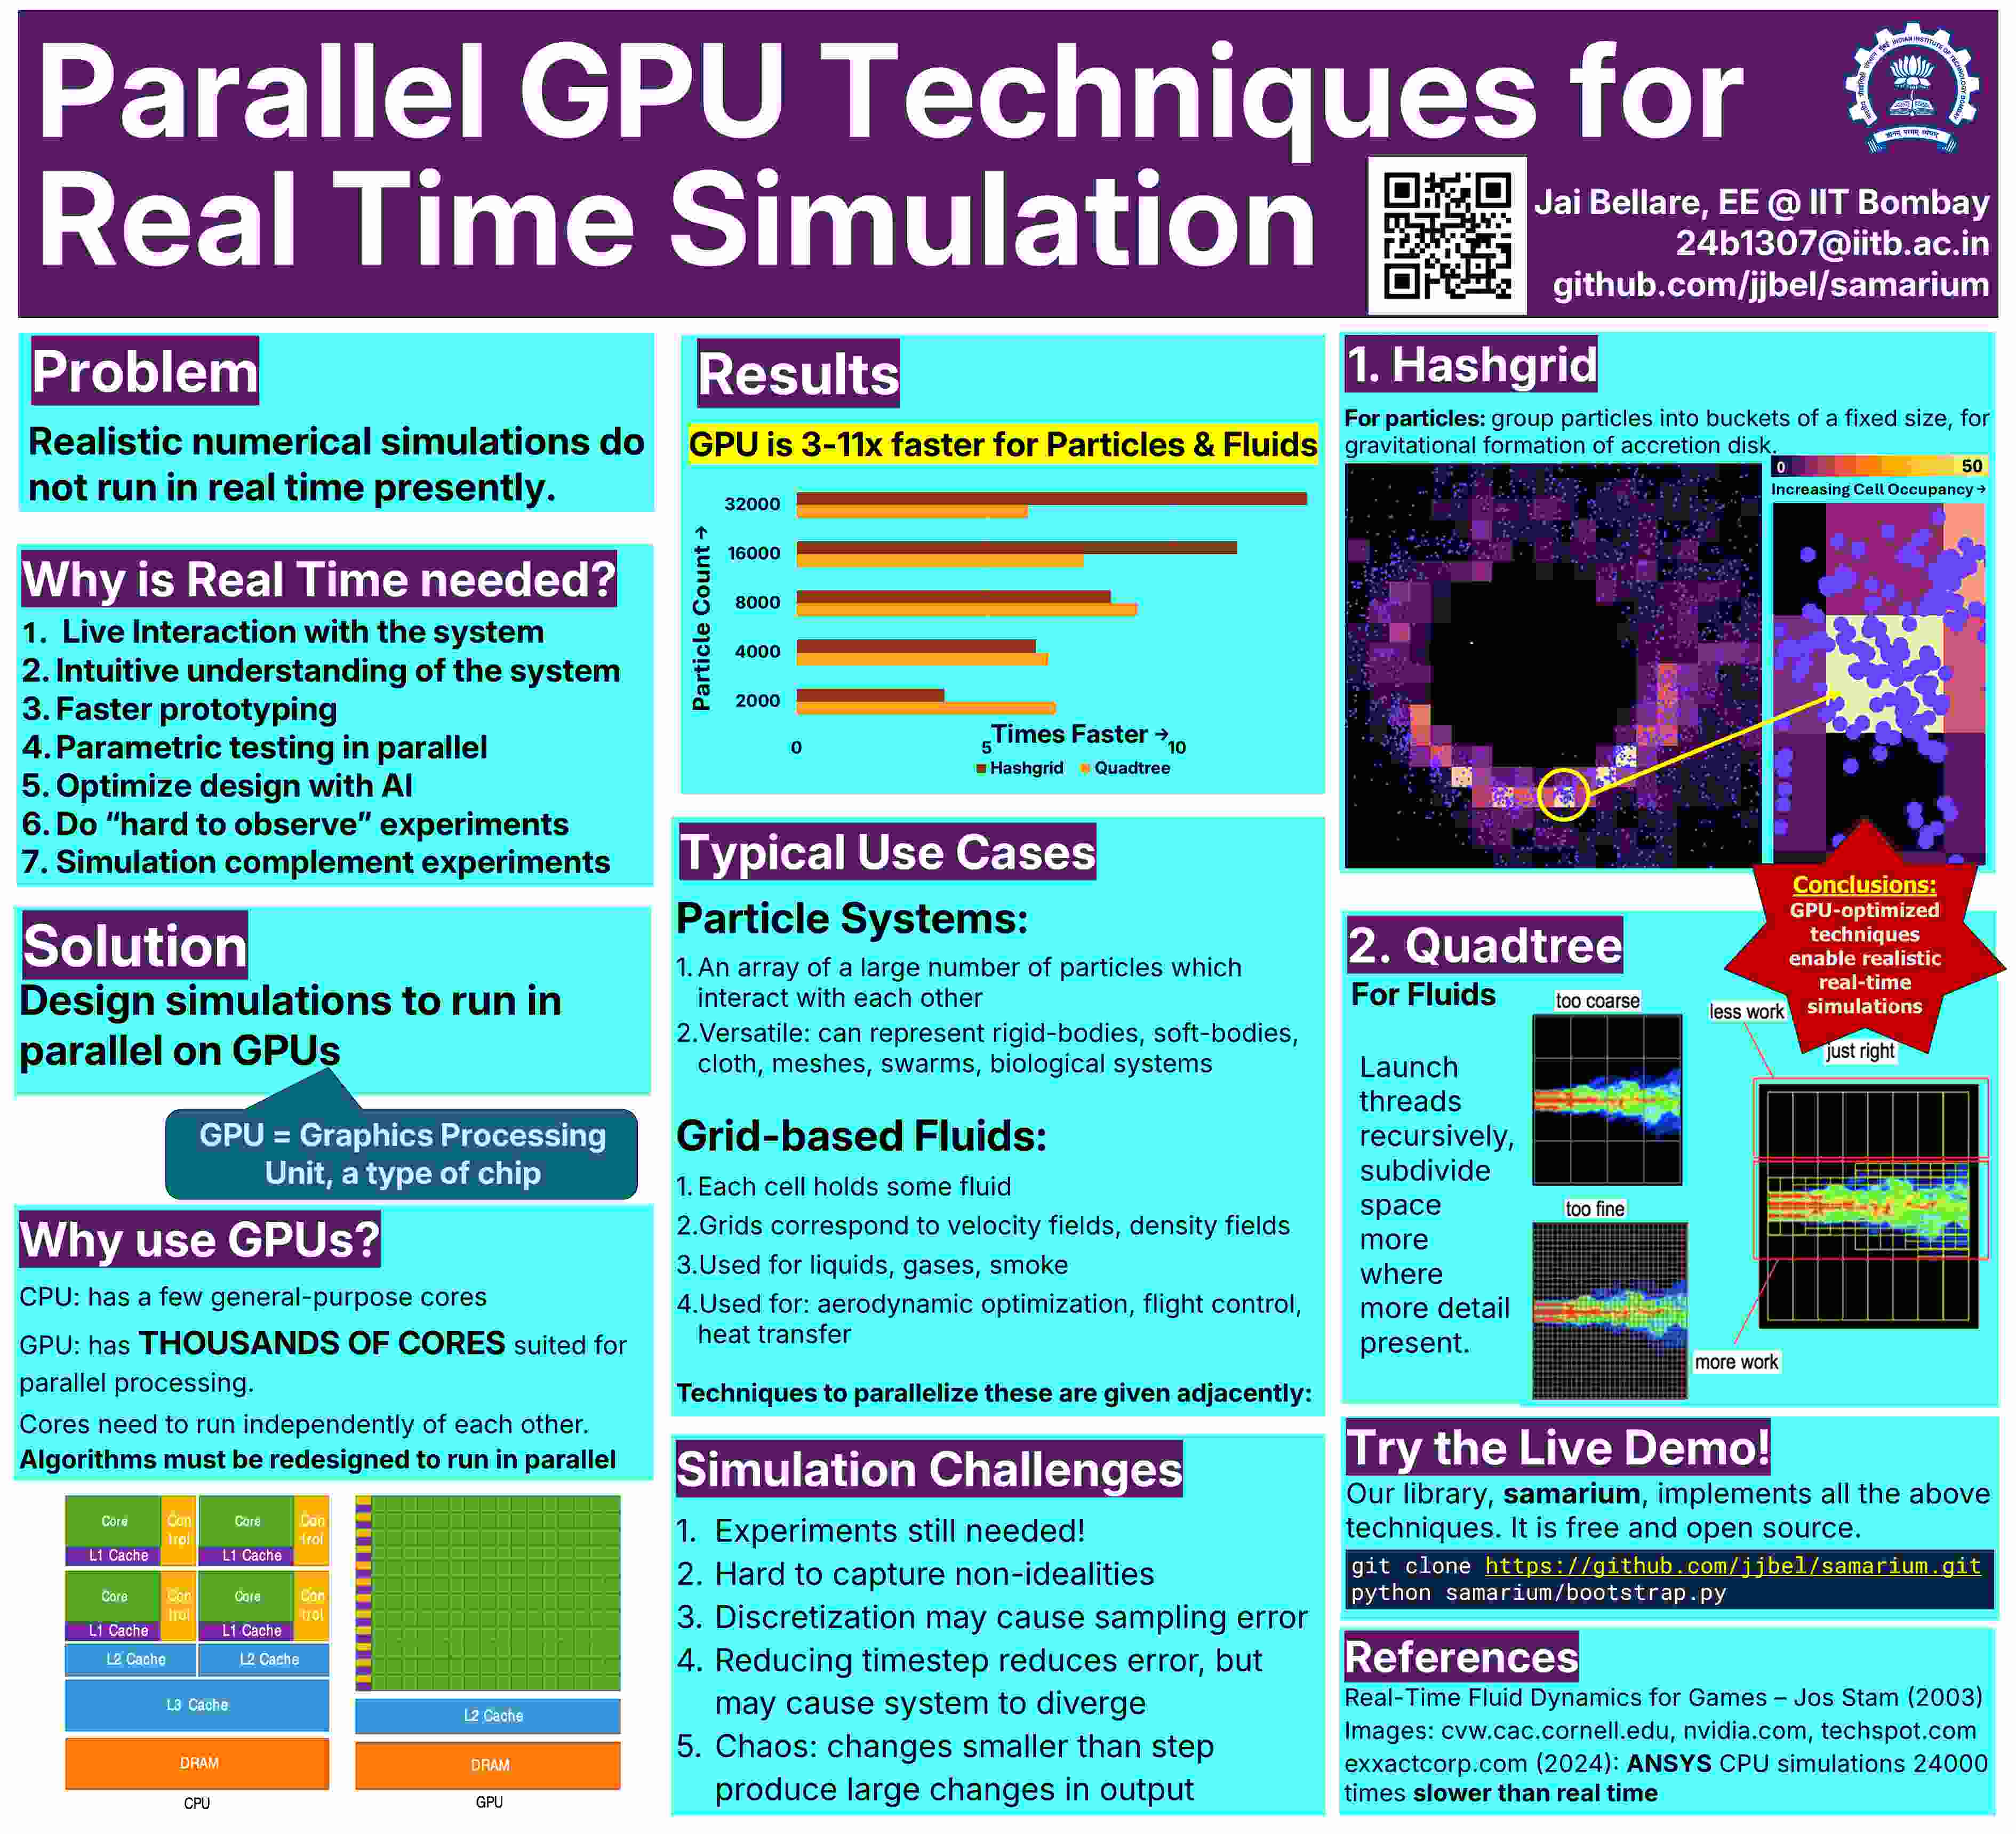 Parallel GPU Techniques for
Real Time Simulation
Jai Bellare, EE @ IIT Bombay
24b1307@iitb.ac.in
github.com/jjbel/samarium
Problem
Realistic numerical simulations do
not run in real time presently.
Why is Real Time needed?
1. Live Interaction with the system
2. Intuitive understanding of the system
3. Faster prototyping
4. Parametric testing in parallel
5. Optimize design with AI
6. Do “hard to observe” experiments
7. Simulation complement experiments
Solution
Design simulations to run in
parallel on GPUs
GPU = Graphics Processing
Unit, a type of chip
Why use GPUs?
CPU: has a few general-purpose cores
GPU: has THOUSANDS OF CORES suited for
parallel processing.
Cores need to run independently of each other.
Algorithms must be redesigned to run in parallel
Core
Con
trol
Core
Con
trol
L1 Cache
L1 Cache
Core
Con
trol
Core
Con
trol
L1 Cache
L1 Cache
L2 Cache
L2 Cache
L3 Cache
DRAM
CPU
L2 Cache
DRAM
GPU
Results
GPU is 3-11x faster for Particles & Fluids
Particle Count →
32000
16000
8000
4000
2000
Times Faster →
0
5
10
Hashgrid
Quadtree
Typical Use Cases
Particle Systems:
1. An array of a large number of particles which
interact with each other
2. Versatile: can represent rigid-bodies, soft-bodies,
cloth, meshes, swarms, biological systems
Grid-based Fluids:
1. Each cell holds some fluid
2. Grids correspond to velocity fields, density fields
3. Used for liquids, gases, smoke
4. Used for: aerodynamic optimization, flight control,
heat transfer
Techniques to parallelize these are given adjacently:
Simulation Challenges
1. Experiments still needed!
2. Hard to capture non-idealities
3. Discretization may cause sampling error
4. Reducing timestep reduces error, but
may cause system to diverge
5. Chaos: changes smaller than step
produce large changes in output
1. Hashgrid
For particles: group particles into buckets of a fixed size, for
gravitational formation of accretion disk.
0
50
Increasing Cell Occupancy →
Conclusions:
GPU-optimized
techniques
enable realistic
real-time
simulations
2. Quadtree
For Fluids
Launch
threads
recursively,
subdivide
space
more
where
more detail
present.
too coarse
too fine
less work
just right
more work
Try the Live Demo!
Our library, samarium, implements all the above
techniques. It is free and open source.
git clone https://github.com/jjbel/samarium.git
python samarium/bootstrap.py
References
Real-Time Fluid Dynamics for Games – Jos Stam (2003)
Images: cvw.cac.cornell.edu, nvidia.com, techspot.com
exxactcorp.com (2024): ANSYS CPU simulations 24000
times slower than real time